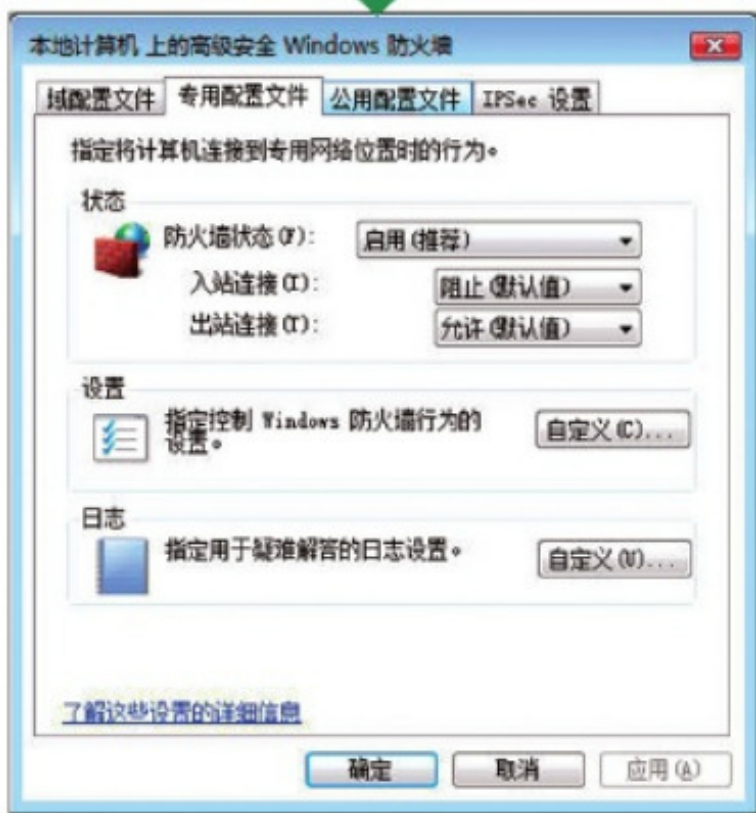 本地计算机 上的高级安全 Windows 防火墙
域配置文件 专用配置文件 公用配置文件 IPSec 设置
指定将计算机连接到专用网络位置时的行为。
状态
防火墙状态(F): 启用(推荐)
入站连接(I): 阻止(默认值)
出站连接(T): 允许(默认值)
设置
指定控制 Windows 防火墙行为的
设置。
自定义(C)...
日志
指定用于疑难解答的日志设置。 自定义(U)...
了解这些设置的详细信息
确定 取消 应用(A)